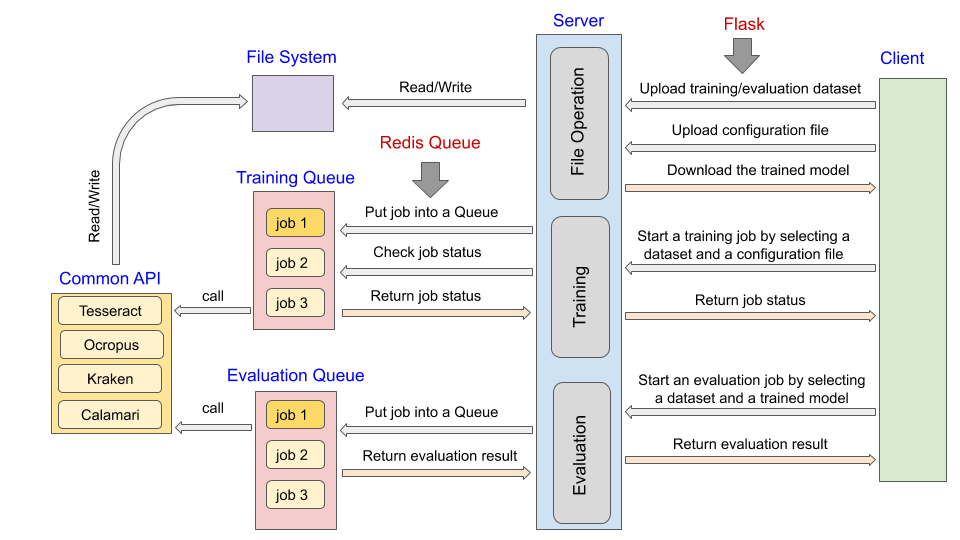 Server
Flask
File System
Client
Read/Write
Upload training/evaluation dataset
File Operation
Upload configuration file
Redis Queue
Download the trained model
Training Queue
Read/Write
Put job into a Queue
job 1
Start a training job by selecting a
dataset and a configuration file
Check job status
job 2
Training
Common API
call
job 3
Return job status
Return job status
Tesseract
Ocropus
Kraken
Calamari
Evaluation Queue
Start an evaluation job by selecting
a dataset and a trained model
call
job 1
Put job into a Queue
Evaluation
Return evaluation result
job 2
Return evaluation result
job 3